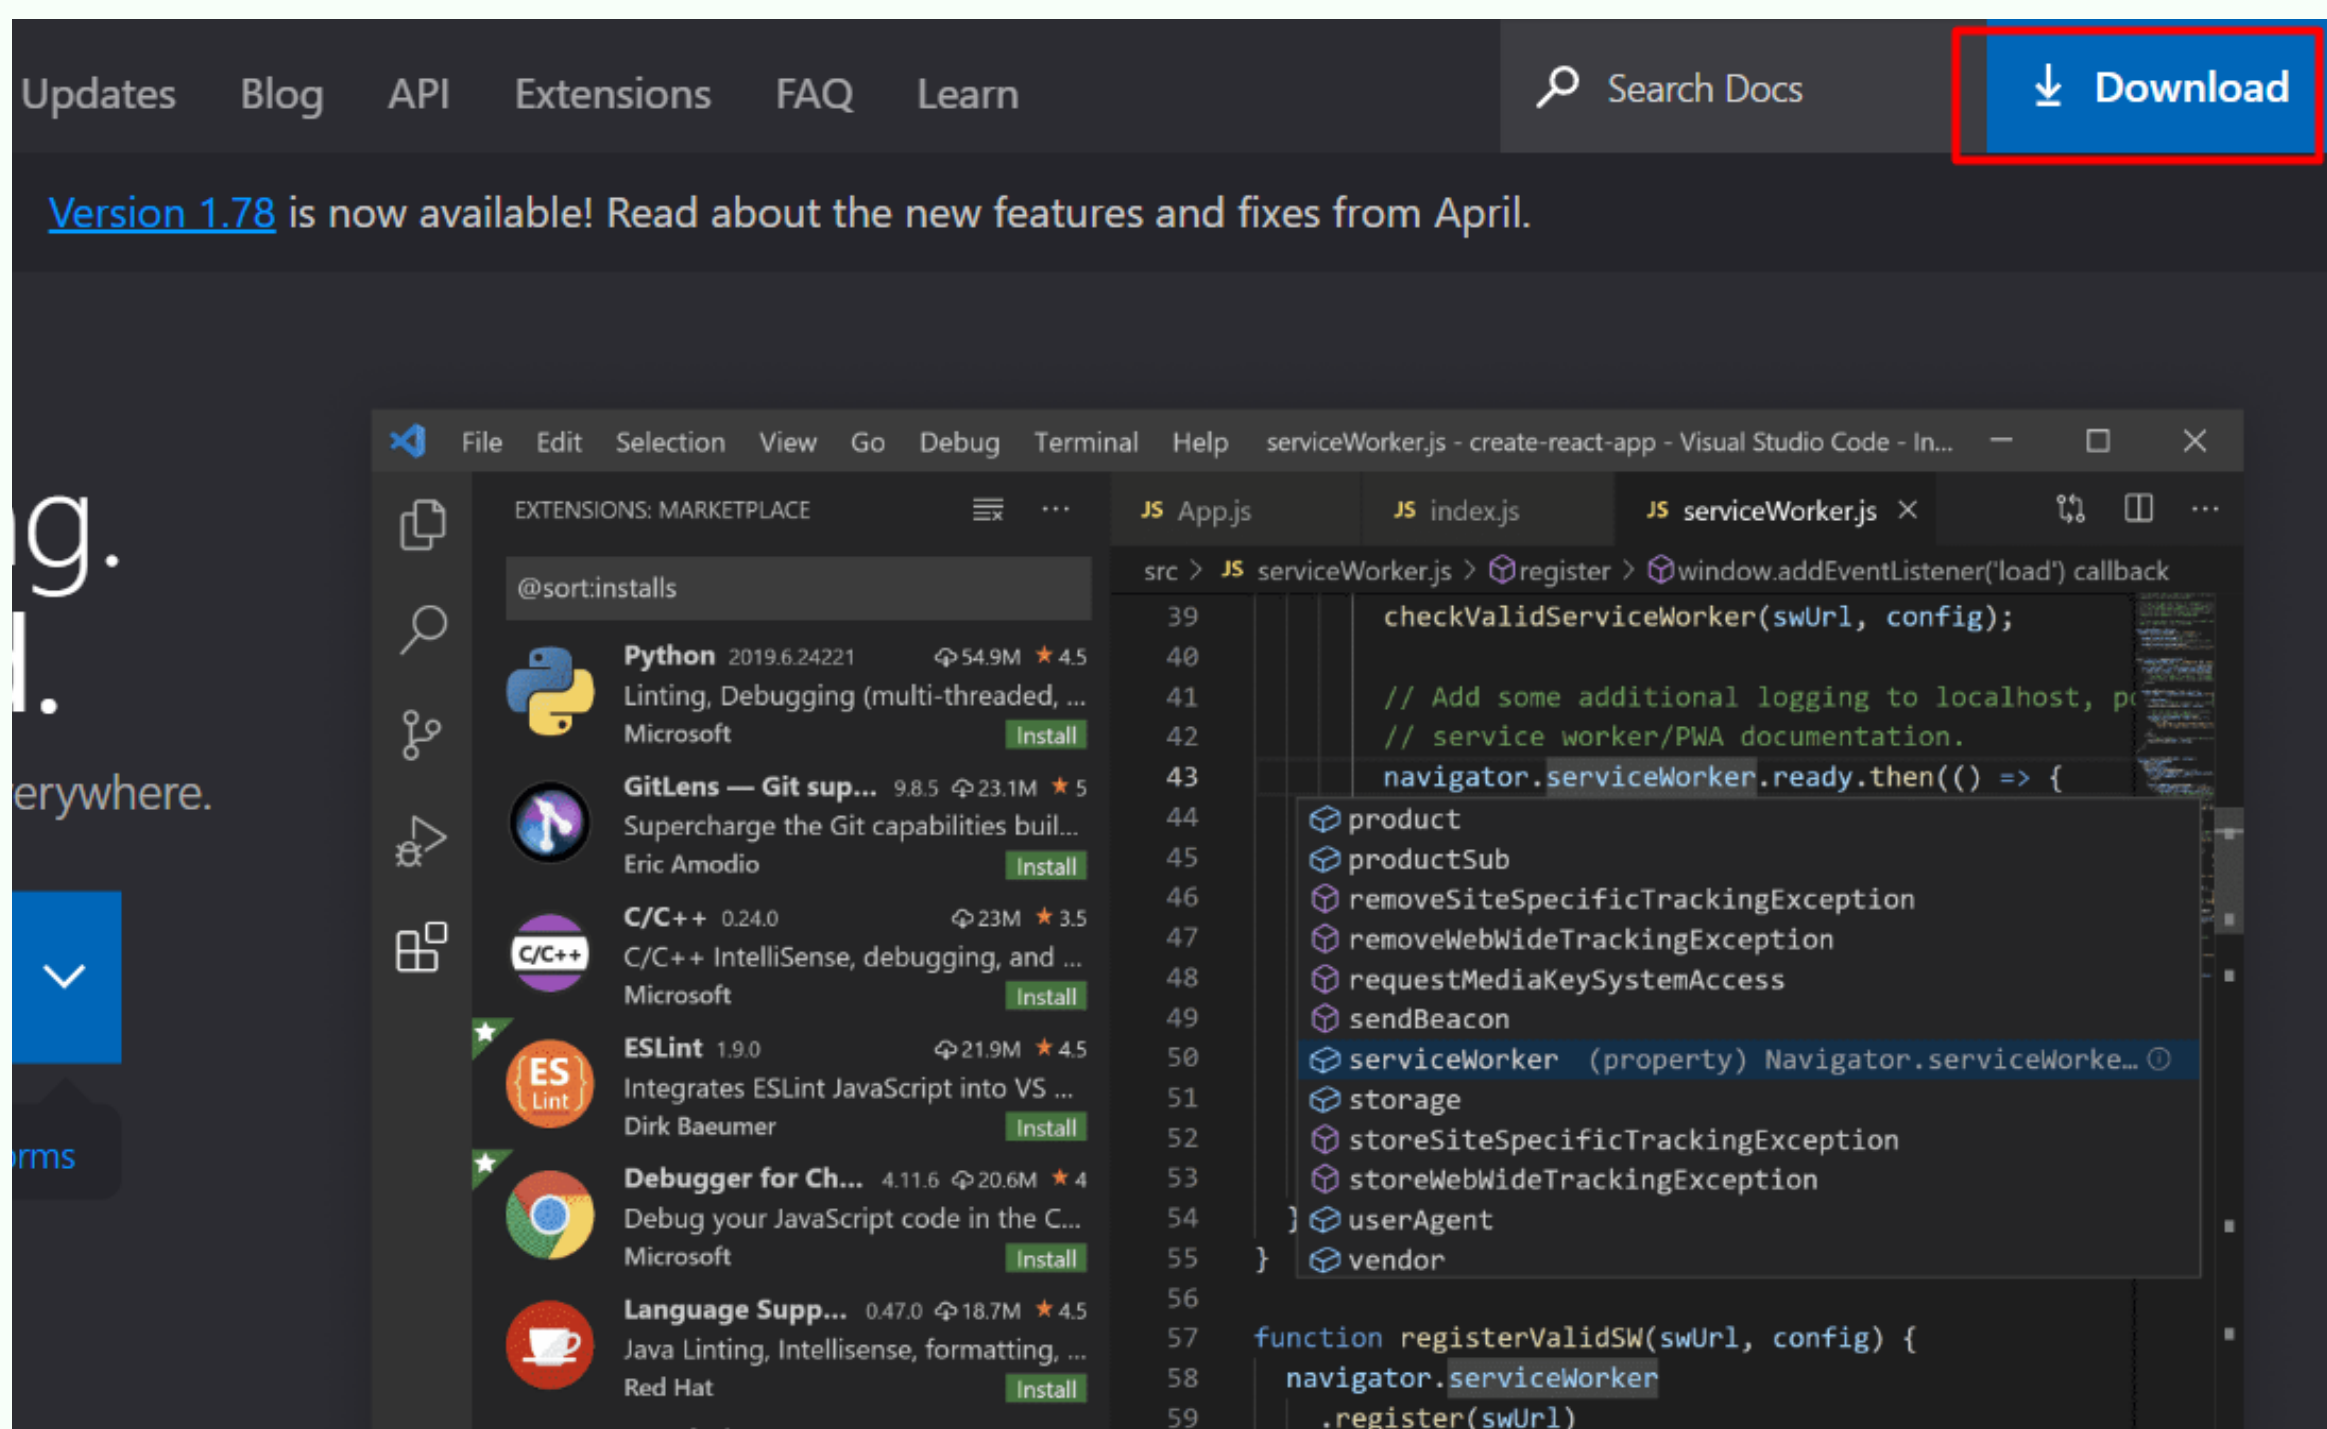 Updates Blog API Extensions FAQ Learn Search Docs Download
Version 1.78 is now available! Read about the new features and fixes from April.
g.
.
erywhere.
orms
File Edit Selection View Go Debug Terminal Help serviceWorker.js - create-react-app - Visual Studio Code - In...
EXTENSIONS: MARKETPLACE
@sort:installs
Python 2019.6.24221 54.9M 4.5
Linting, Debugging (multi-threaded, ...
Microsoft Install
GitLens — Git sup... 9.8.5 23.1M 5
Supercharge the Git capabilities buil...
Eric Amodio Install
C/C++
C/C++ 0.24.0 23M 3.5
C/C++ IntelliSense, debugging, and ...
Microsoft Install
ES
Lint
ESLint 1.9.0 21.9M 4.5
Integrates ESLint JavaScript into VS ...
Dirk Baeumer Install
Debugger for Ch... 4.11.6 20.6M 4
Debug your JavaScript code in the C...
Microsoft Install
Language Supp... 0.47.0 18.7M 4.5
Java Linting, Intellisense, formatting, ...
Red Hat Install
JS App.js JS index.js JS serviceWorker.js
src > JS serviceWorker.js > register > window.addEventListener('load') callback
39 checkValidServiceWorker(swUrl, config);
40
41 // Add some additional logging to localhost, po
42 // service worker/PWA documentation.
43 navigator.serviceWorker.ready.then(() => {
44 product
45 productSub
46 removeSiteSpecificTrackingException
47 removeWebWideTrackingException
48 requestMediaKeySystemAccess
49 sendBeacon
50 serviceWorker (property) Navigator.serviceWorke...
51 storage
52 storeSiteSpecificTrackingException
53 storeWebWideTrackingException
54 } userAgent
55 } vendor
56
57 function registerValidSW(swUrl, config) {
58 navigator.serviceWorker
59 .register(swUrl)